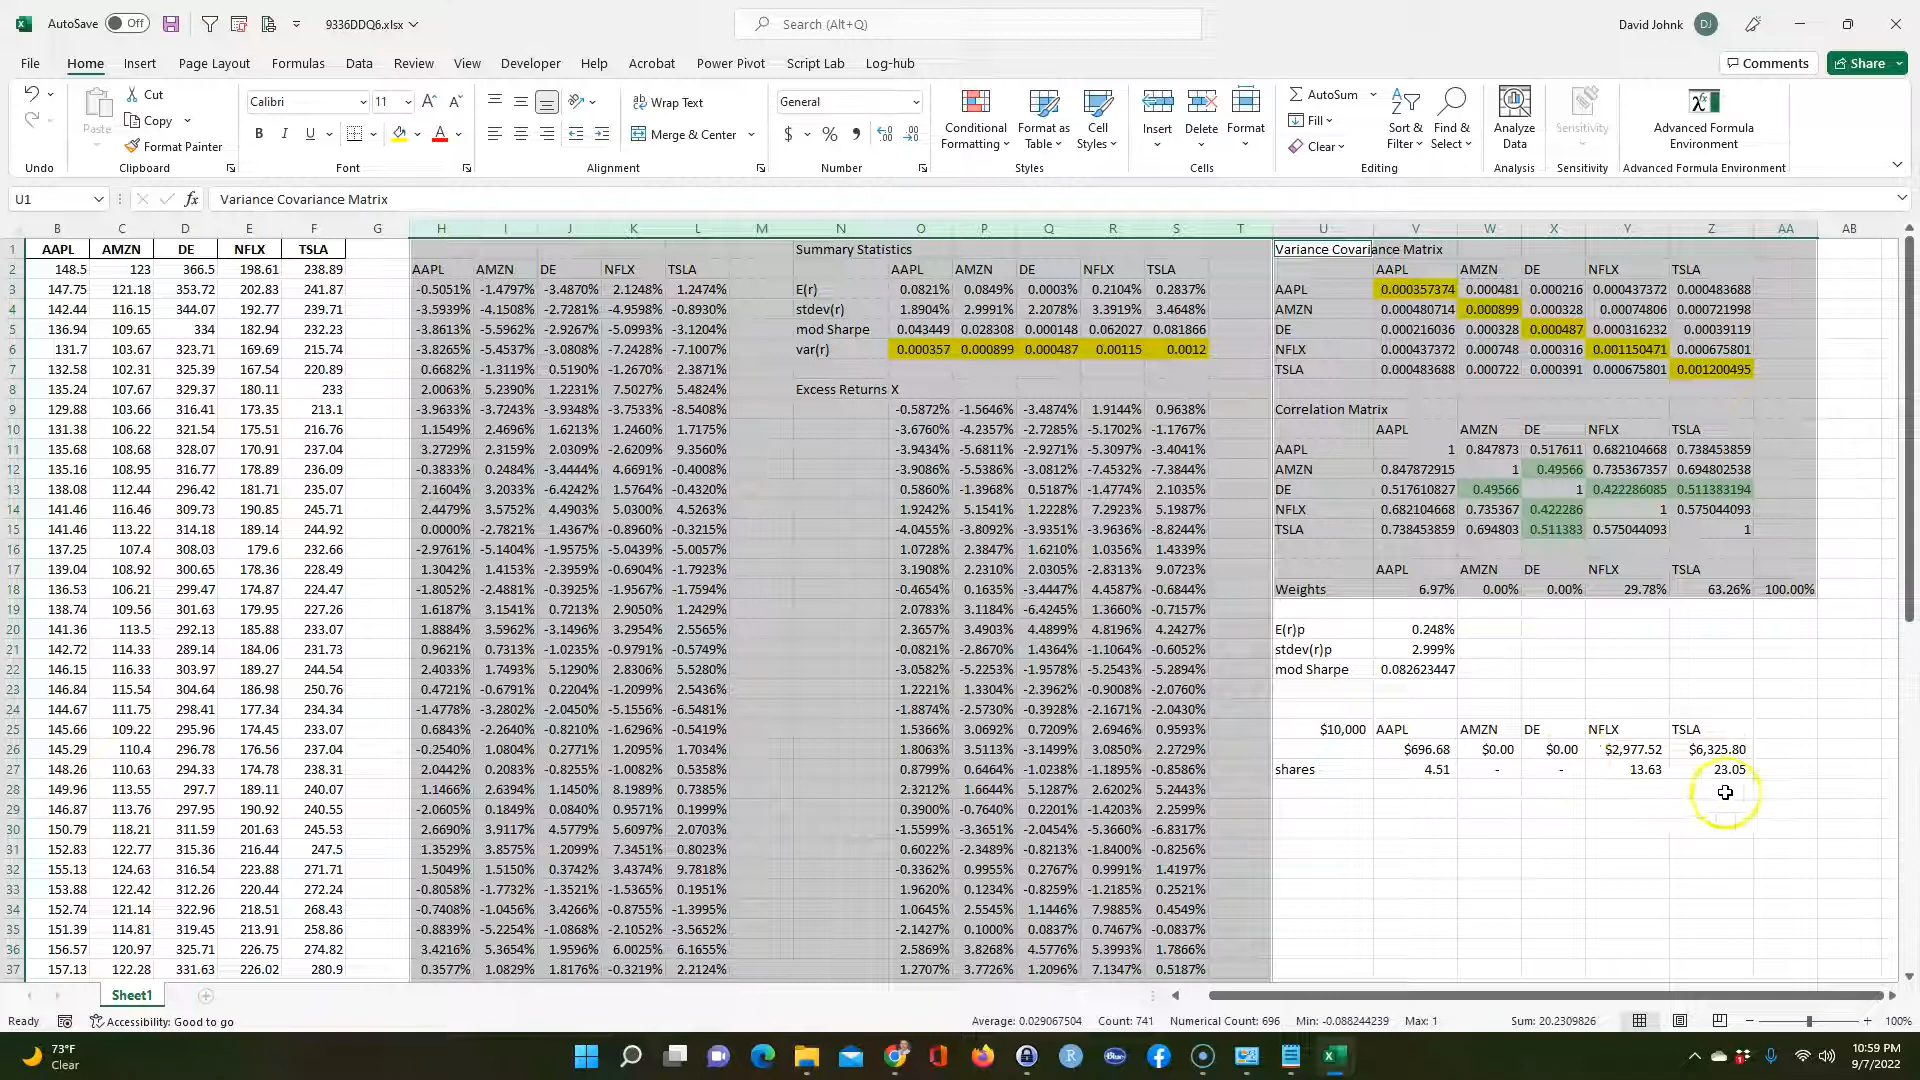 AutoSave Off 9336DDQ6.xlsx Search (Alt+Q) David Johnk DJ
File Home Insert Page Layout Formulas Data Review View Developer Help Acrobat Power Pivot Script Lab Log-hub Comments Share
Cut Copy Format Painter Paste Calibri 11 Wrap Text Merge & Center General Conditional Formatting Format as Table Cell Styles Insert Delete Format AutoSum Fill Clear Sort & Filter Find & Select Analyze Data Sensitivity Advanced Formula Environment
Undo Clipboard Font Alignment Number Styles Cells Editing Analysis Sensitivity Advanced Formula Environment
U1 fx Variance Covariance Matrix
B C D E F G H I J K L M N O P Q R S T U V W X Y Z AA AB
1 AAPL AMZN DE NFLX TSLA Summary Statistics Variance Covariance Matrix
2 148.5 123 366.5 198.61 238.89 AAPL AMZN DE NFLX TSLA AAPL AMZN DE NFLX TSLA AAPL AMZN DE NFLX TSLA
3 147.75 121.18 353.72 202.83 241.87 -0.5051% -1.4797% -3.4870% 2.1248% 1.2474% E(r) 0.0821% 0.0849% 0.0003% 0.2104% 0.2837% AAPL 0.000357374 0.000481 0.000216 0.000437372 0.000483688
4 142.44 116.15 344.07 192.77 239.71 -3.5939% -4.1508% -2.7281% -4.9598% -0.8930% stdev(r) 1.8904% 2.9991% 2.2078% 3.3919% 3.4648% AMZN 0.000480714 0.000899 0.000328 0.00074806 0.000721998
5 136.94 109.65 334 182.94 232.23 -3.8613% -5.5962% -2.9267% -5.0993% -3.1204% mod Sharpe 0.043449 0.028308 0.000148 0.062027 0.081866 DE 0.000216036 0.000328 0.000487 0.000316232 0.00039119
6 131.7 103.67 323.71 169.69 215.74 -3.8265% -5.4537% -3.0808% -7.2428% -7.1007% var(r) 0.000357 0.000899 0.000487 0.00115 0.0012 NFLX 0.000437372 0.000748 0.000316 0.001150471 0.000675801
7 132.58 102.31 325.39 167.54 220.89 0.6682% -1.3119% 0.5190% -1.2670% 2.3871% TSLA 0.000483688 0.000722 0.000391 0.000675801 0.001200495
8 135.24 107.67 329.37 180.11 233 2.0063% 5.2390% 1.2231% 7.5027% 5.4824% Excess Returns X
9 129.88 103.66 316.41 173.35 213.1 -3.9633% -3.7243% -3.9348% -3.7533% -8.5408% -0.5872% -1.5646% -3.4874% 1.9144% 0.9638% Correlation Matrix
10 131.38 106.22 321.54 175.51 216.76 1.1549% 2.4696% 1.6213% 1.2460% 1.7175% -3.6760% -4.2357% -2.7285% -5.1702% -1.1767% AAPL AMZN DE NFLX TSLA
11 135.68 108.68 328.07 170.91 237.04 3.2729% 2.3159% 2.0309% -2.6209% 9.3560% -3.9434% -5.6811% -2.9271% -5.3097% -3.4041% AAPL 1 0.847873 0.517611 0.682104668 0.738453859
12 135.16 108.95 316.77 178.89 236.09 -0.3833% 0.2484% -3.4444% 4.6691% -0.4008% -3.9086% -5.5386% -3.0812% -7.4532% -7.3844% AMZN 0.847872915 1 0.49566 0.735367357 0.694802538
13 138.08 112.44 296.42 181.71 235.07 2.1604% 3.2033% -6.4242% 1.5764% -0.4320% 0.5860% -1.3968% 0.5187% -1.4774% 2.1035% DE 0.517610827 0.49566 1 0.422286085 0.511383194
14 141.46 116.46 309.73 190.85 245.71 2.4479% 3.5752% 4.4903% 5.0300% 4.5263% 1.9242% 5.1541% 1.2228% 7.2923% 5.1987% NFLX 0.682104668 0.735367 0.422286 1 0.575044093
15 141.46 113.22 314.18 189.14 244.92 0.0000% -2.7821% 1.4367% -0.8960% -0.3215% -4.0455% -3.8092% -3.9351% -3.9636% -8.8244% TSLA 0.738453859 0.694803 0.511383 0.575044093 1
16 137.25 107.4 308.03 179.6 232.66 -2.9761% -5.1404% -1.9575% -5.0439% -5.0057% 1.0728% 2.3847% 1.6210% 1.0356% 1.4339%
17 139.04 108.92 300.65 178.36 228.49 1.3042% 1.4153% -2.3959% -0.6904% -1.7923% 3.1908% 2.2310% 2.0305% -2.8313% 9.0723% AAPL AMZN DE NFLX TSLA
18 136.53 106.21 299.47 174.87 224.47 -1.8052% -2.4881% -0.3925% -1.9567% -1.7594% -0.4654% 0.1635% -3.4447% 4.4587% -0.6844% Weights 6.97% 0.00% 0.00% 29.78% 63.26% 100.00%
19 138.74 109.56 301.63 179.95 227.26 1.6187% 3.1541% 0.7213% 2.9050% 1.2429% 2.0783% 3.1184% -6.4245% 1.3660% -0.7157%
20 141.36 113.5 292.13 185.88 233.07 1.8884% 3.5962% -3.1496% 3.2954% 2.5565% 2.3657% 3.4903% 4.4899% 4.8196% 4.2427% E(r)p 0.248%
21 142.72 114.33 289.14 184.06 231.73 0.9621% 0.7313% -1.0235% -0.9791% -0.5749% -0.0821% -2.8670% 1.4364% -1.1064% -0.6052% stdev(r)p 2.999%
22 146.15 116.33 303.97 189.27 244.54 2.4033% 1.7493% 5.1290% 2.8306% 5.5280% -3.0582% -5.2253% -1.9578% -5.2543% -5.2894% mod Sharpe 0.082623447
23 146.84 115.54 304.64 186.98 250.76 0.4721% -0.6791% 0.2204% -1.2099% 2.5436% 1.2221% 1.3304% -2.3962% -0.9008% -2.0760%
24 144.67 111.75 298.41 177.34 234.34 -1.4778% -3.2802% -2.0450% -5.1556% -6.5481% -1.8874% -2.5730% -0.3928% -2.1671% -2.0430%
25 145.66 109.22 295.96 174.45 233.07 0.6843% -2.2640% -0.8210% -1.6296% -0.5419% 1.5366% 3.0692% 0.7209% 2.6946% 0.9593% $10,000 AAPL AMZN DE NFLX TSLA
26 145.29 110.4 296.78 176.56 237.04 -0.2540% 1.0804% 0.2771% 1.2095% 1.7034% 1.8063% 3.5113% -3.1499% 3.0850% 2.2729% $696.68 $0.00 $0.00 $2,977.52 $6,325.80
27 148.26 110.63 294.33 174.78 238.31 2.0442% 0.2083% -0.8255% -1.0082% 0.5358% 0.8799% 0.6464% -1.0238% -1.1895% -0.8586% shares 4.51 - - 13.63 23.05
28 149.96 113.55 297.7 189.11 240.07 1.1466% 2.6394% 1.1450% 8.1989% 0.7385% 2.3212% 1.6644% 5.1287% 2.6202% 5.2443%
29 146.87 113.76 297.95 190.92 240.55 -2.0605% 0.1849% 0.0840% 0.9571% 0.1999% 0.3900% -0.7640% 0.2201% -1.4203% 2.2599%
30 150.79 118.21 311.59 201.63 245.53 2.6690% 3.9117% 4.5779% 5.6097% 2.0703% -1.5599% -3.3651% -2.0454% -5.3660% -6.8317%
31 152.83 122.77 315.36 216.44 247.5 1.3529% 3.8575% 1.2099% 7.3451% 0.8023% 0.6022% -2.3489% -0.8213% -1.8400% -0.8256%
32 155.13 124.63 316.54 223.88 271.71 1.5049% 1.5150% 0.3742% 3.4374% 9.7818% -0.3362% 0.9955% 0.2767% 0.9991% 1.4197%
33 153.88 122.42 312.26 220.44 272.24 -0.8058% -1.7732% -1.3521% -1.5365% 0.1951% 1.9620% 0.1234% -0.8259% -1.2185% 0.2521%
34 152.74 121.14 322.96 218.51 268.43 -0.7408% -1.0456% 3.4266% -0.8755% -1.3995% 1.0645% 2.5545% 1.1446% 7.9885% 0.4549%
35 151.39 114.81 319.45 213.91 258.86 -0.8839% -5.2254% -1.0868% -2.1052% -3.5652% -2.1427% 0.1000% 0.0837% 0.7467% -0.0837%
36 156.57 120.97 325.71 226.75 274.82 3.4216% 5.3654% 1.9596% 6.0025% 6.1655% 2.5869% 3.8268% 4.5776% 5.3993% 1.7866%
37 157.13 122.28 331.63 226.02 280.9 0.3577% 1.0829% 1.8176% -0.3219% 2.2124% 1.2707% 3.7726% 1.2096% 7.1347% 0.5187%
Sheet1
Ready Accessibility: Good to go Average: 0.029067504 Count: 741 Numerical Count: 696 Min: -0.088244239 Max: 1 Sum: 20.2309826 100%
73°F
Clear
10:59 PM
9/7/2022